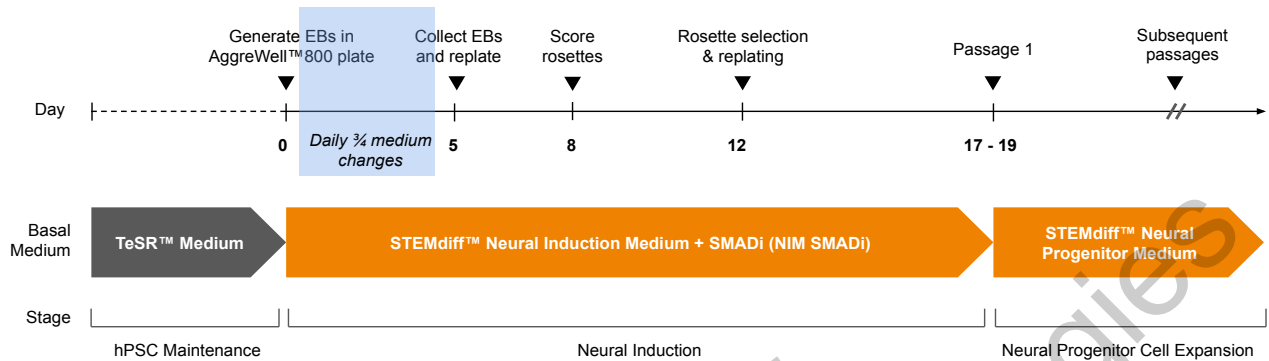 Generate EBs in
AggreWell™800 plate
Collect EBs
and replate
Score
rosettes
Rosette selection
& replating
Passage 1
Subsequent
passages
Day
0
Daily ¾ medium
changes
5
8
12
17 - 19
Basal
Medium
TeSR™ Medium
STEMdiff™ Neural Induction Medium + SMADi (NIM SMADi)
STEMdiff™ Neural
Progenitor Medium
Stage
hPSC Maintenance
Neural Induction
Neural Progenitor Cell Expansion
gies